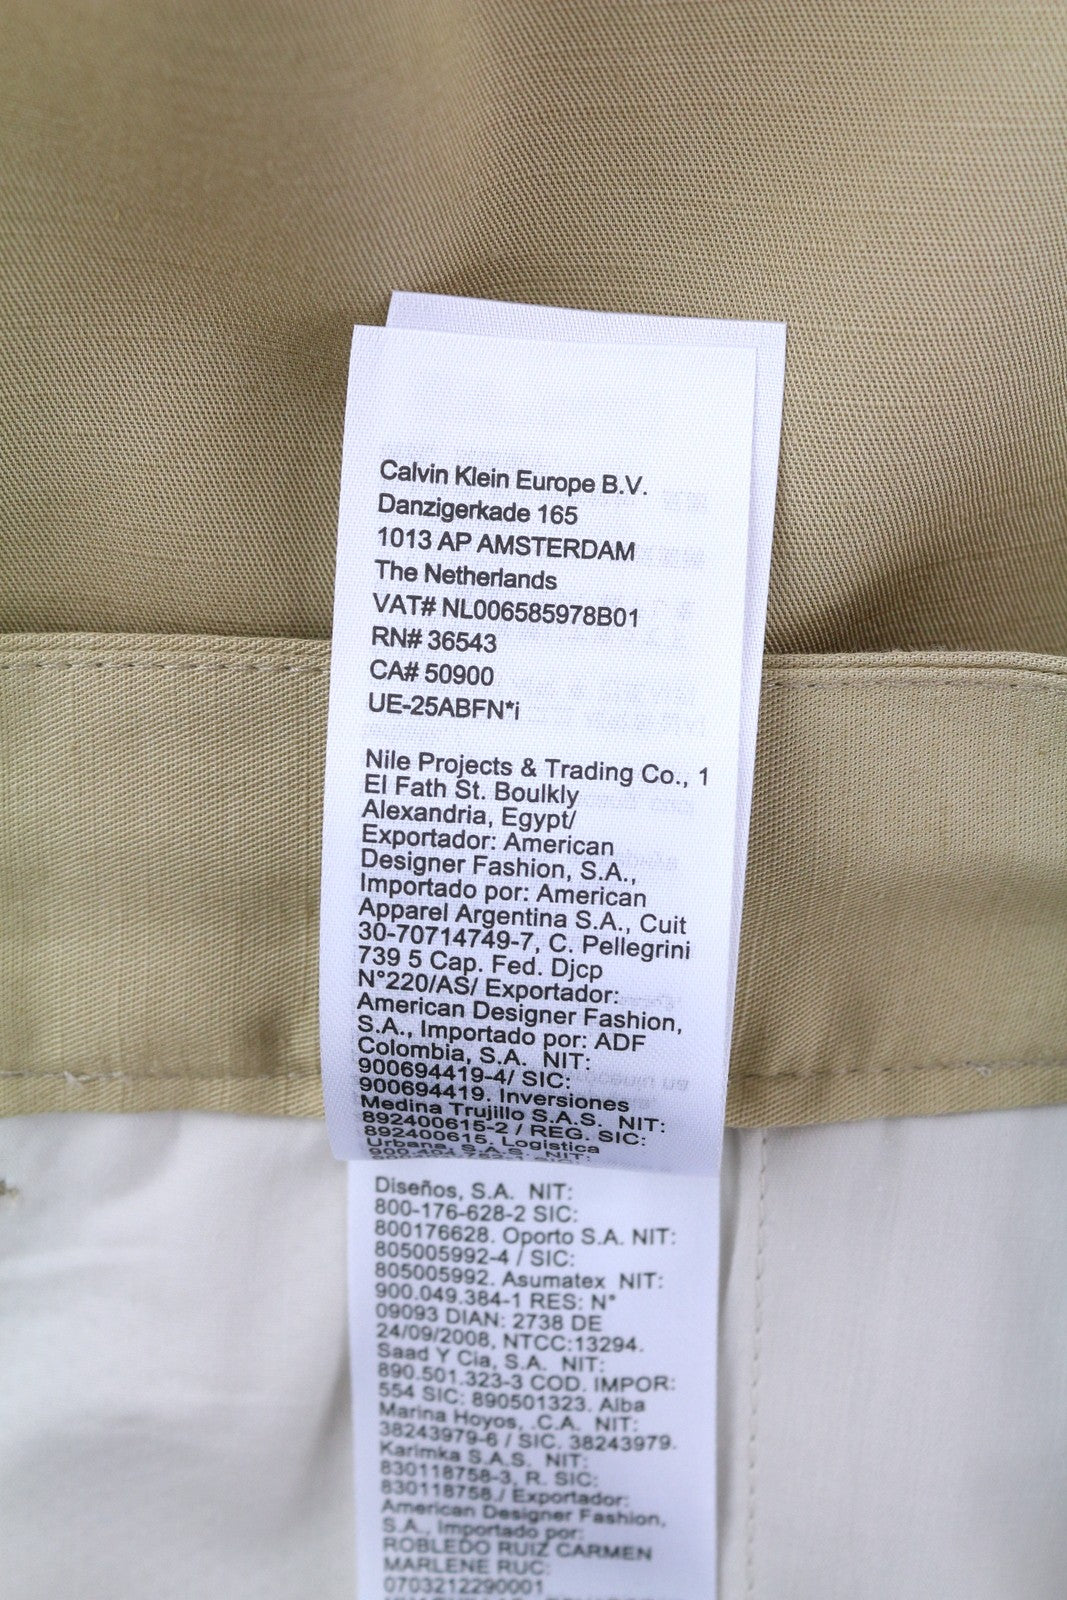 Calvin Klein Europe B.V.
Danzigerkade 165
1013 AP AMSTERDAM
The Netherlands
VAT# NL006585978B01
RN# 36543
CA# 50900
UE-25ABFN*i
Nile Projects & Trading Co., 1
El Fath St. Boulkly
Alexandria, Egypt/
Exportador: American
Designer Fashion, S.A.,
Importado por: American
Apparel Argentina S.A., Cuit
30-70714749-7, C. Pellegrini
739 5 Cap. Fed. Djcp
N°220/AS/ Exportador:
American Designer Fashion,
S.A., Importado por: ADF
Colombia, S.A. NIT:
900694419-4/ SIC:
900694419. Inversiones
Medina Trujillo S.A.S. NIT:
892400615-2 / REG. SIC:
892400615. Logistica
Urbana, S.A.S. NIT:
Diseños, S.A. NIT:
800-176-628-2 SIC:
800176628. Oporto S.A. NIT:
805005992-4 / SIC:
805005992. Asumatex NIT:
900.049.384-1 RES: N°
09093 DIAN: 2738 DE
24/09/2008, NTCC:13294.
Saad Y Cia, S.A. NIT:
890.501.323-3 COD. IMPOR:
554 SIC: 890501323. Alba
Marina Hoyos, .C.A. NIT:
38243979-6 / SIC. 38243979.
Karimka S.A.S. NIT:
830118758-3, R. SIC:
830118758./ Exportador:
American Designer Fashion,
S.A., Importado por:
ROBLEDO RUIZ CARMEN
MARLENE RUC:
0703212290001